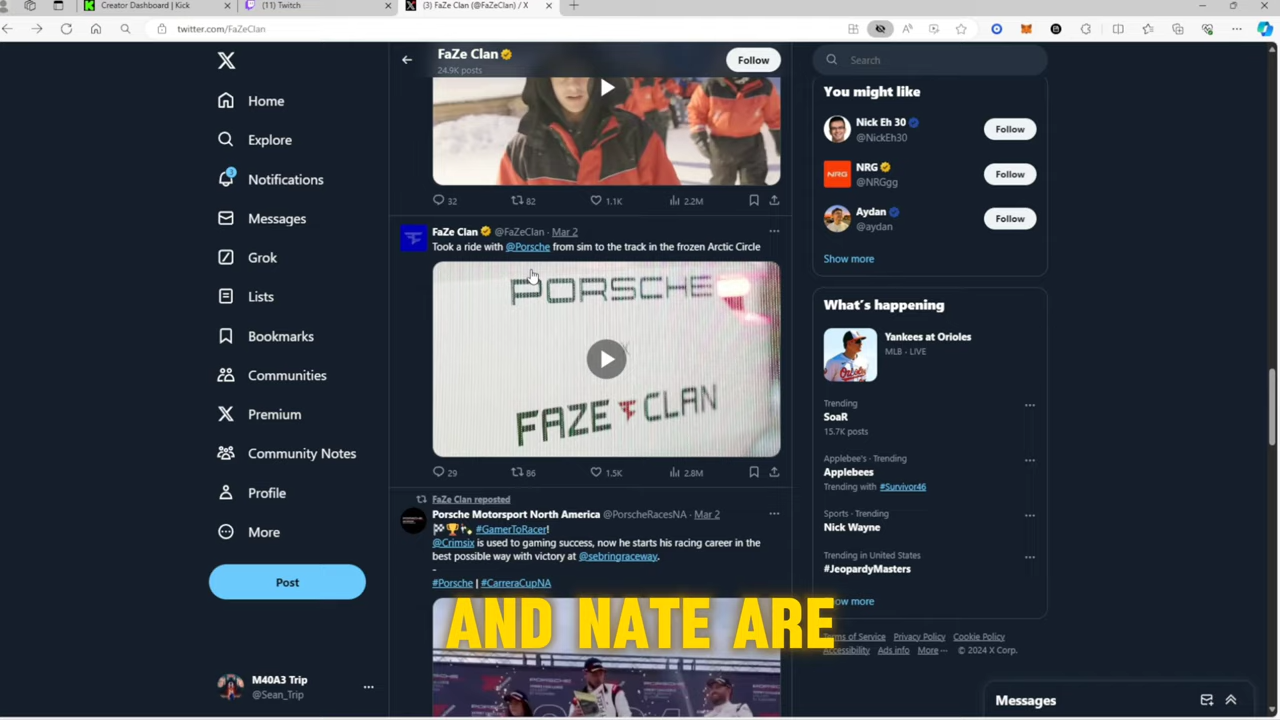 Creator Dashboard | Kick
(11) Twitch
(3) FaZe Clan (@FaZeClan) / X
twitter.com/FaZeClan
FaZe Clan
24.9K posts
Follow
Home
Explore
3
Notifications
Messages
Grok
Lists
Bookmarks
Communities
Premium
Community Notes
Profile
More
Post
M40A3 Trip
@Sean_Trip
32 82 1.1K 2.2M
FaZe Clan @FaZeClan · Mar 2
Took a ride with @Porsche from sim to the track in the frozen Arctic Circle
PORSCHE
X
FAZE CLAN
29 86 1.5K 2.8M
FaZe Clan reposted
Porsche Motorsport North America @PorscheRacesNA · Mar 2
#GamerToRacer!
@Crimsix is used to gaming success, now he starts his racing career in the
best possible way with victory at @sebringraceway.
-
#Porsche | #CarreraCupNA
AND NATE ARE
Search
You might like
Nick Eh 30
@NickEh30
Follow
NRG
NRG
@NRGgg
Follow
Aydan
@aydan
Follow
Show more
What's happening
Yankees at Orioles
MLB · LIVE
Trending
SoaR
15.7K posts
Applebee's · Trending
Applebees
Trending with #Survivor46
Sports · Trending
Nick Wayne
Trending in United States
#JeopardyMasters
ow more
erms of Service Privacy Policy Cookie Policy
Accessibility Ads info More ··· © 2024 X Corp.
Messages